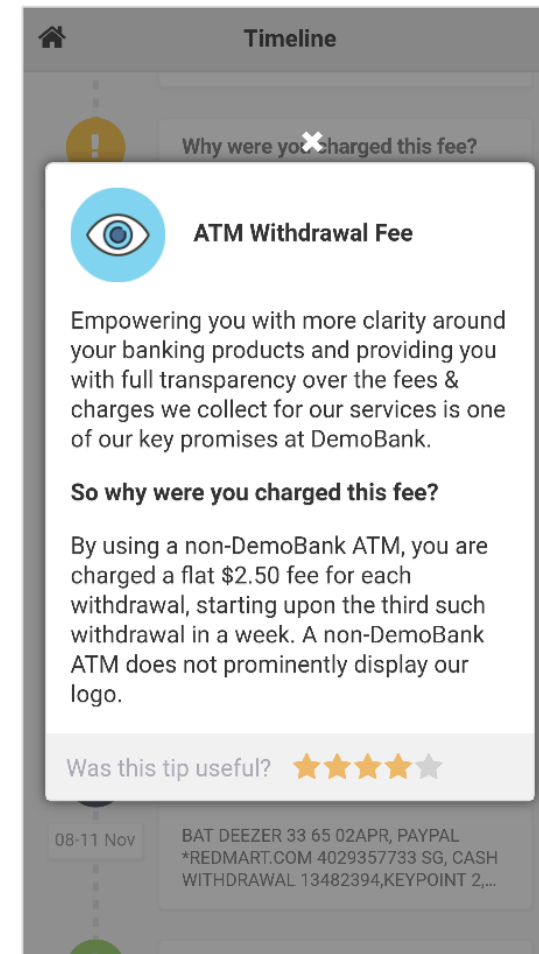 Timeline
Why were you charged this fee?
ATM Withdrawal Fee
Empowering you with more clarity around
your banking products and providing you
with full transparency over the fees &
charges we collect for our services is one
of our key promises at DemoBank.
So why were you charged this fee?
By using a non-DemoBank ATM, you are
charged a flat $2.50 fee for each
withdrawal, starting upon the third such
withdrawal in a week. A non-DemoBank
ATM does not prominently display our
logo.
Was this tip useful?
08-11 Nov
BAT DEEZER 33 65 02APR, PAYPAL
*REDMART.COM 4029357733 SG, CASH
WITHDRAWAL 13482394,KEYPOINT 2,...